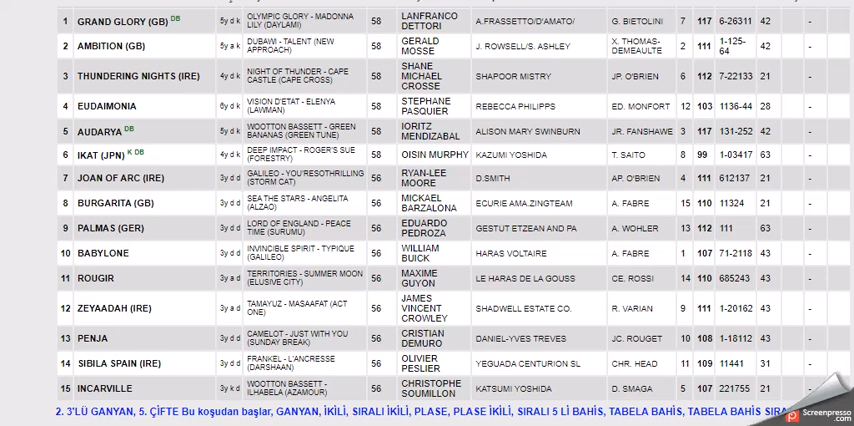 1 GRAND GLORY (GB) DB 5y d k OLYMPIC GLORY - MADONNA LILY (DAYLAMI) 58 LANFRANCO DETTORI A.FRASSETTO/D'AMATO/ G. BIETOLINI 7 117 6-26311 42 -
2 AMBITION (GB) 5y a k DUBAWI - TALENT (NEW APPROACH) 58 GERALD MOSSE J. ROWSELL/S. ASHLEY X. THOMAS-DEMEAULTE 2 111 1-125-64 42 -
3 THUNDERING NIGHTS (IRE) 4y d k NIGHT OF THUNDER - CAPE CASTLE (CAPE CROSS) 58 SHANE MICHAEL CROSSE SHAPOOR MISTRY JP. O'BRIEN 6 112 7-22133 21 -
4 EUDAIMONIA 6y d k VISION D'ETAT - ELENYA (LAWMAN) 58 STEPHANE PASQUIER REBECCA PHILIPPS ED. MONFORT 12 103 1136-44 28 -
5 AUDARYA DB 5y d k WOOTTON BASSETT - GREEN BANANAS (GREEN TUNE) 58 IORITZ MENDIZABAL ALISON MARY SWINBURN JR. FANSHAWE 3 117 131-252 42 -
6 IKAT (JPN) K DB 4y d k DEEP IMPACT - ROGER'S SUE (FORESTRY) 58 OISIN MURPHY KAZUMI YOSHIDA T. SAITO 8 99 1-03417 63 -
7 JOAN OF ARC (IRE) 3y d d GALILEO - YOU'RESOTHRILLING (STORM CAT) 56 RYAN-LEE MOORE D.SMITH AP. O'BRIEN 4 111 612137 21 -
8 BURGARITA (GB) 3y d d SEA THE STARS - ANGELITA (ALZAO) 56 MICKAEL BARZALONA ECURIE AMA.ZINGTEAM A. FABRE 15 110 11324 21 -
9 PALMAS (GER) 3y d d LORD OF ENGLAND - PEACE TIME (SURUMU) 56 EDUARDO PEDROZA GESTUT ETZEAN AND PA A. WOHLER 13 112 111 63 -
10 BABYLONE 3y d d INVINCIBLE SPIRIT - TYPIQUE (GALILEO) 56 WILLIAM BUICK HARAS VOLTAIRE A. FABRE 1 107 71-2118 43 -
11 ROUGIR 3y a d TERRITORIES - SUMMER MOON (ELUSIVE CITY) 56 MAXIME GUYON LE HARAS DE LA GOUSS CE. ROSSI 14 110 685243 43 -
12 ZEYAADAH (IRE) 3y a d TAMAYUZ - MASAAFAT (ACT ONE) 56 JAMES VINCENT CROWLEY SHADWELL ESTATE CO. R. VARIAN 9 111 1-20162 43 -
13 PENJA 3y d d CAMELOT - JUST WITH YOU (SUNDAY BREAK) 56 CRISTIAN DEMURO DANIEL-YVES TREVES JC. ROUGET 10 108 1-18112 43 -
14 SIBILA SPAIN (IRE) 3y d d FRANKEL - L'ANCRESSE (DARSHAAN) 56 OLIVIER PESLIER YEGUADA CENTURION SL CHR. HEAD 11 109 11441 31 -
15 INCARVILLE 3y k d WOOTTON BASSETT - ILHABELA (AZAMOUR) 56 CHRISTOPHE SOUMILLON KATSUMI YOSHIDA D. SMAGA 5 107 221755 21 -
2. 3'LÜ GANYAN, 5. ÇİFTE Bu koşudan başlar, GANYAN, İKİLİ, SIRALI İKİLİ, PLASE, PLASE İKİLİ, SIRALI 5 Lİ BAHİS, TABELA BAHİS, TABELA BAHİS SIRA
Screenpresso
.com